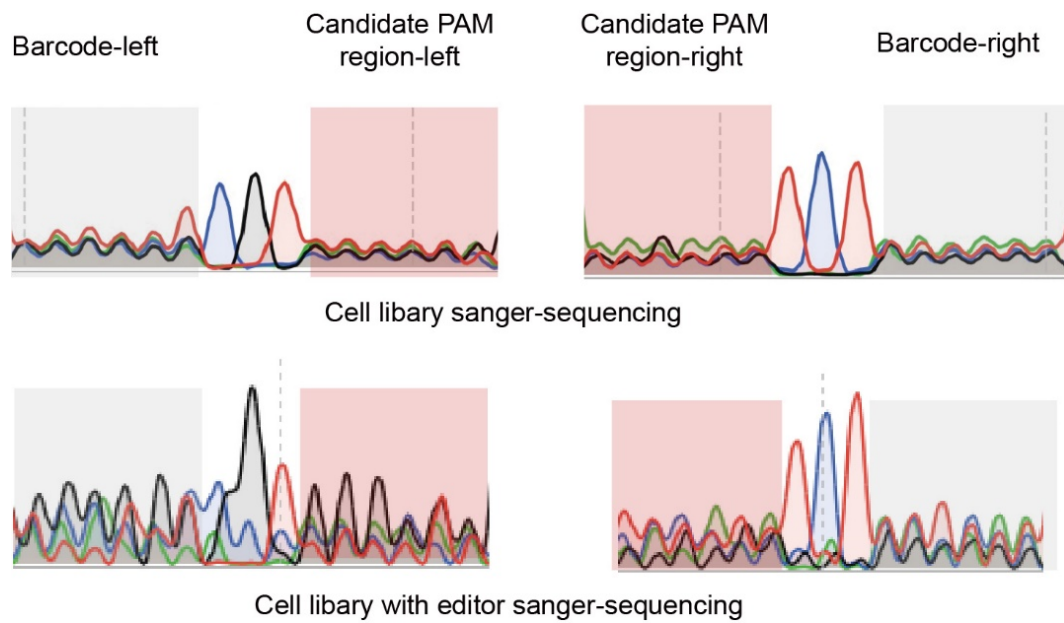 Barcode-left
Candidate PAM
region-left
Candidate PAM
region-right
Barcode-right
Cell libary sanger-sequencing
Cell libary with editor sanger-sequencing